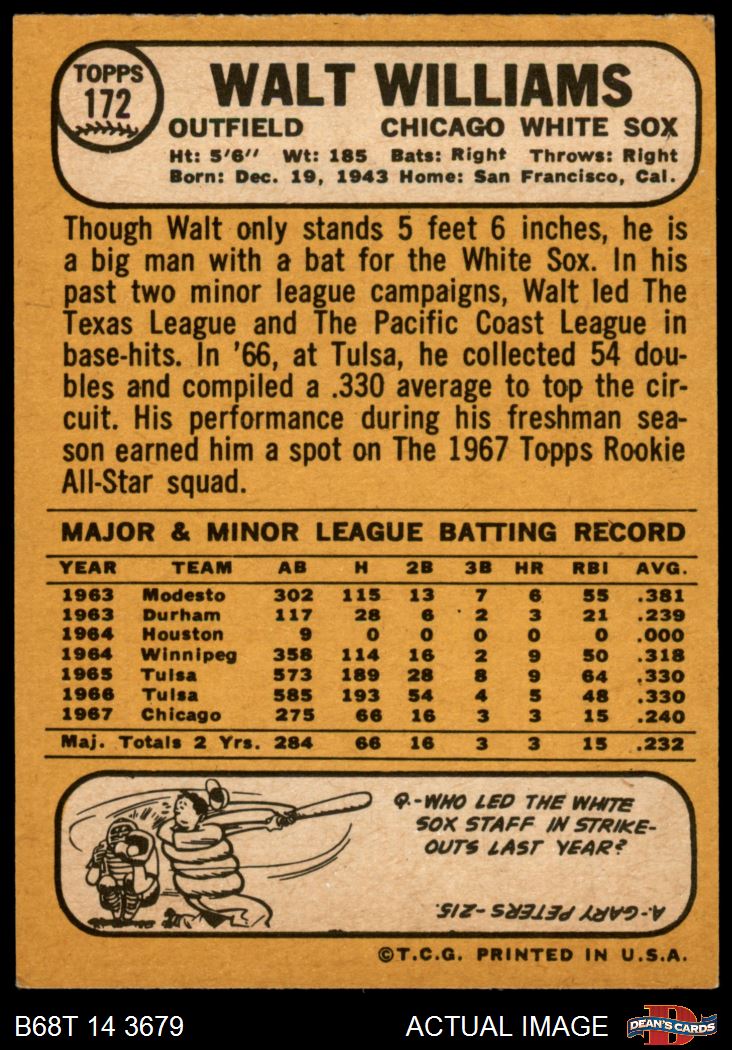 TOPPS
172
WALT WILLIAMS
OUTFIELD CHICAGO WHITE SOX
Ht: 5'6" Wt: 185 Bats: Right Throws: Right
Born: Dec. 19, 1943 Home: San Francisco, Cal.
Though Walt only stands 5 feet 6 inches, he is
a big man with a bat for the White Sox. In his
past two minor league campaigns, Walt led The
Texas League and The Pacific Coast League in
base-hits. In '66, at Tulsa, he collected 54 dou-
bles and compiled a .330 average to top the cir-
cuit. His performance during his freshman sea-
son earned him a spot on The 1967 Topps Rookie
All-Star squad.
MAJOR & MINOR LEAGUE BATTING RECORD
YEAR TEAM AB H 2B 3B HR RBI AVG.
1963 Modesto 302 115 13 7 6 55 .381
1963 Durham 117 28 6 2 3 21 .239
1964 Houston 9 0 0 0 0 0 .000
1964 Winnipeg 358 114 16 2 9 50 .318
1965 Tulsa 573 189 28 8 9 64 .330
1966 Tulsa 585 193 54 4 5 48 .330
1967 Chicago 275 66 16 3 3 15 .240
Maj. Totals 2 Yrs. 284 66 16 3 3 15 .232
Q.-WHO LED THE WHITE
SOX STAFF IN STRIKE-
OUTS LAST YEAR?
A.-GARY PETERS-215.
©T.C.G. PRINTED IN U.S.A.
B68T 14 3679 ACTUAL IMAGE
D
DEAN'S CARDS